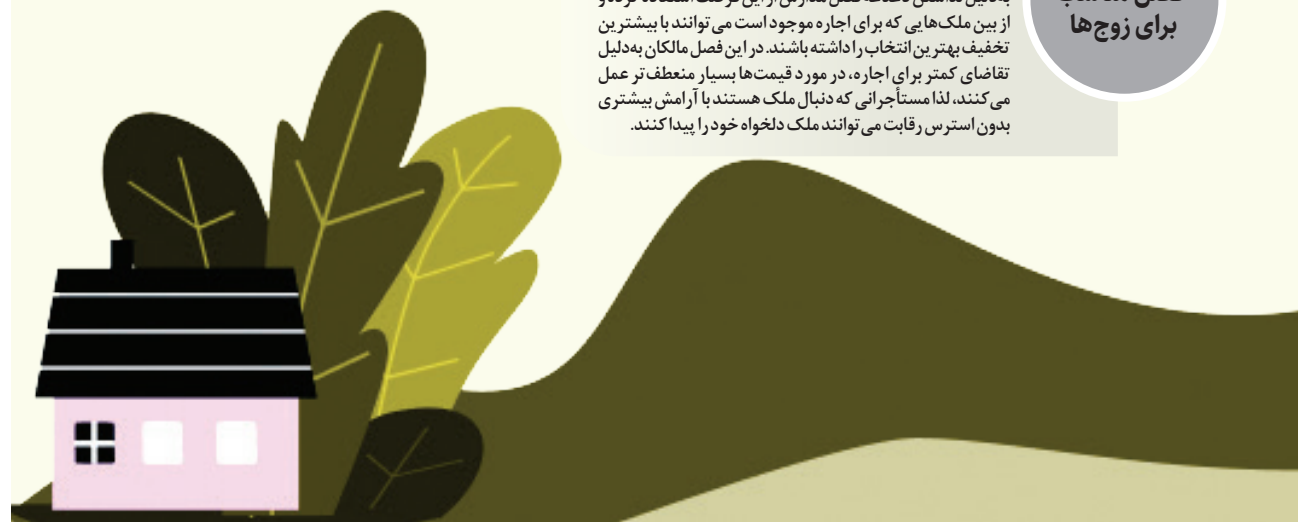 برای زوج‌ها
از بین ملک‌هایی که برای اجاره موجود است می‌توانند با بیشترین
تخفیف بهترین انتخاب را داشته باشند. در این فصل مالکان به‌دلیل
تقاضای کمتر برای اجاره، در مورد قیمت‌ها بسیار منعطف‌تر عمل
می‌کنند، لذا مستأجرانی که دنبال ملک هستند با آرامش بیشتری
بدون استرس رقابت می‌توانند ملک دلخواه خود را پیدا کنند.